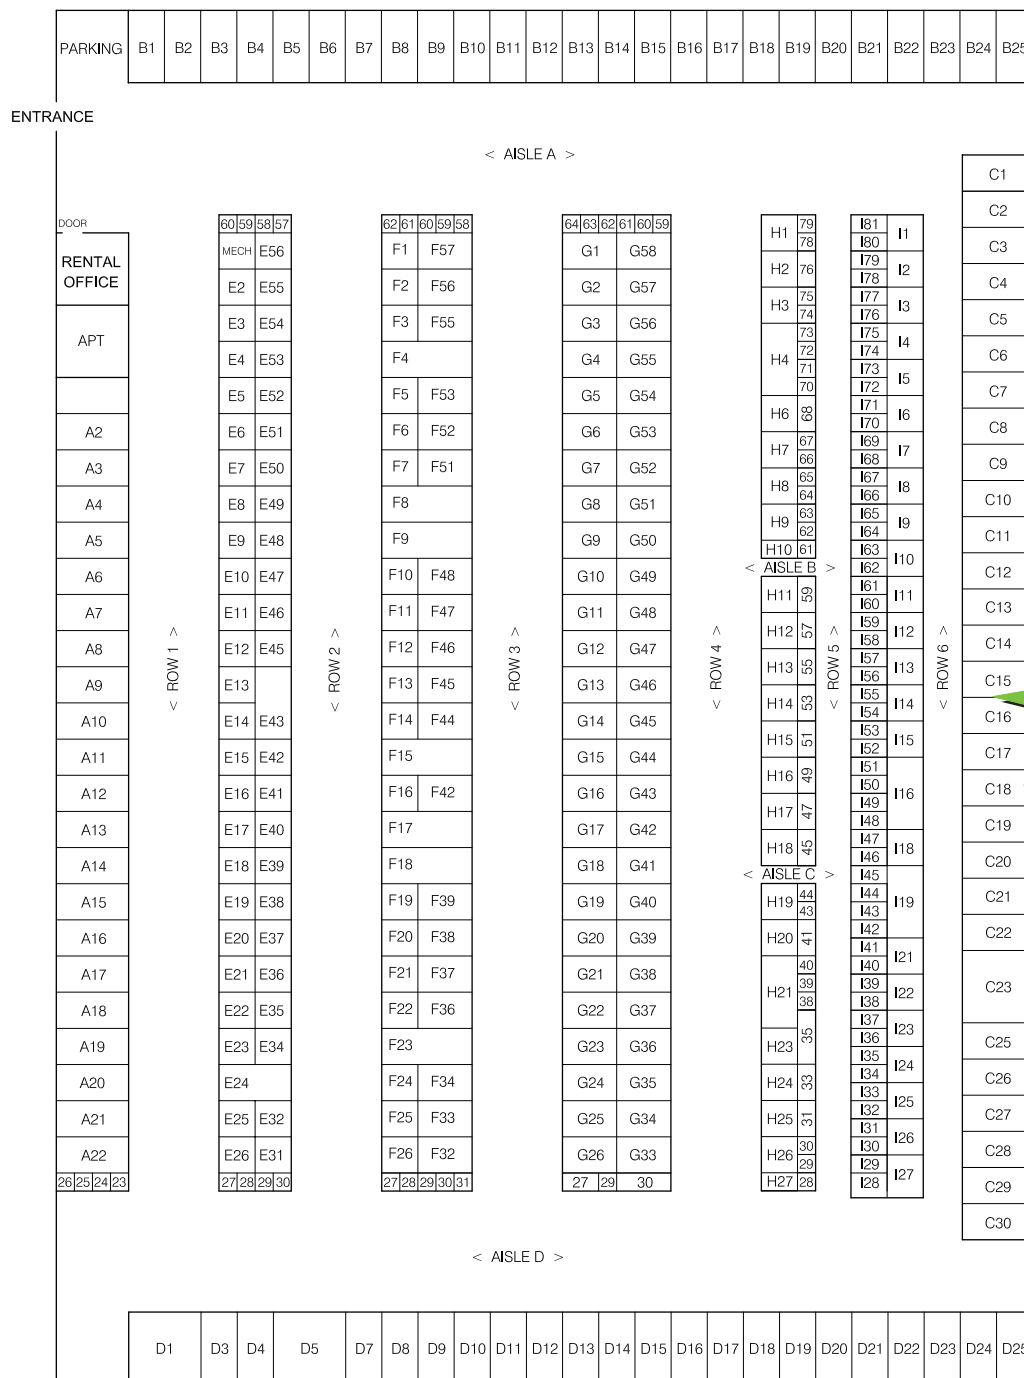 PARKING B1 B2 B3 B4 B5 B6 B7 B8 B9 B10 B11 B12 B13 B14 B15 B16 B17 B18 B19 B20 B21 B22 B23 B24 B25
ENTRANCE
< AISLE A >
C1
C2
DOOR 60 59 58 57 62 61 60 59 58 64 63 62 61 60 59 H1 79 I81 I1
78 I80
RENTAL OFFICE MECH E56 F1 F57 G1 G58 C3
H2 76 I79 I2
I78
E2 E55 F2 F56 G2 G57 C4
H3 75 I77 I3
74 I76
APT E3 E54 F3 F55 G3 G56 C5
H4 73 I75 I4
72 I74
E4 E53 F4 G4 G55 C6
71 I73 I5
70 I72
E5 E52 F5 F53 G5 G54 C7
H6 68 I71 I6
I70
A2 E6 E51 F6 F52 G6 G53 C8
H7 67 I69 I7
66 I68
A3 E7 E50 F7 F51 G7 G52 C9
H8 65 I67 I8
64 I66
A4 E8 E49 F8 G8 G51 C10
H9 63 I65 I9
62 I64
A5 E9 E48 F9 G9 G50 C11
H10 61 I63 I10
< AISLE B > I62
A6 E10 E47 F10 F48 G10 G49 C12
H11 59 I61 I11
I60
A7 E11 E46 F11 F47 G11 G48 C13
H12 57 I59 I12
I58
A8 E12 E45 F12 F46 G12 G47 C14
H13 55 I57 I13
I56
< ROW 1 > < ROW 2 > < ROW 3 > < ROW 4 > < ROW 5 > < ROW 6 >
A9 E13 F13 F45 G13 G46 C15
H14 53 I55 I14
I54
A10 E14 E43 F14 F44 G14 G45 C16
H15 51 I53 I15
I52
A11 E15 E42 F15 G15 G44 C17
H16 49 I51 I16
I50
A12 E16 E41 F16 F42 G16 G43 C18
H17 47 I49
I48
A13 E17 E40 F17 G17 G42 C19
H18 45 I47 I18
I46
A14 E18 E39 F18 G18 G41 C20
< AISLE C > I45
H19 44 I44 I19
43 I43
A15 E19 E38 F19 F39 G19 G40 C21
H20 41 I42
I41 I21
A16 E20 E37 F20 F38 G20 G39 C22
H21 40 I40
39 I39 I22
38 I38
A17 E21 E36 F21 F37 G21 G38 C23
A18 E22 E35 F22 F36 G22 G37
H23 35 I37 I23
I36
A19 E23 E34 F23 G23 G36 C25
I35 I24
H24 33 I34
A20 E24 F24 F34 G24 G35 C26
I33 I25
H25 31 I32
A21 E25 E32 F25 F33 G25 G34 C27
I31 I26
H26 30 I30
A22 E26 E31 F26 F32 G26 G33 C28
29 I29 I27
26 25 24 23 27 28 29 30 27 28 29 30 31 27 29 30 H27 28 I28 C29
C30
< AISLE D >
D1 D3 D4 D5 D7 D8 D9 D10 D11 D12 D13 D14 D15 D16 D17 D18 D19 D20 D21 D22 D23 D24 D25